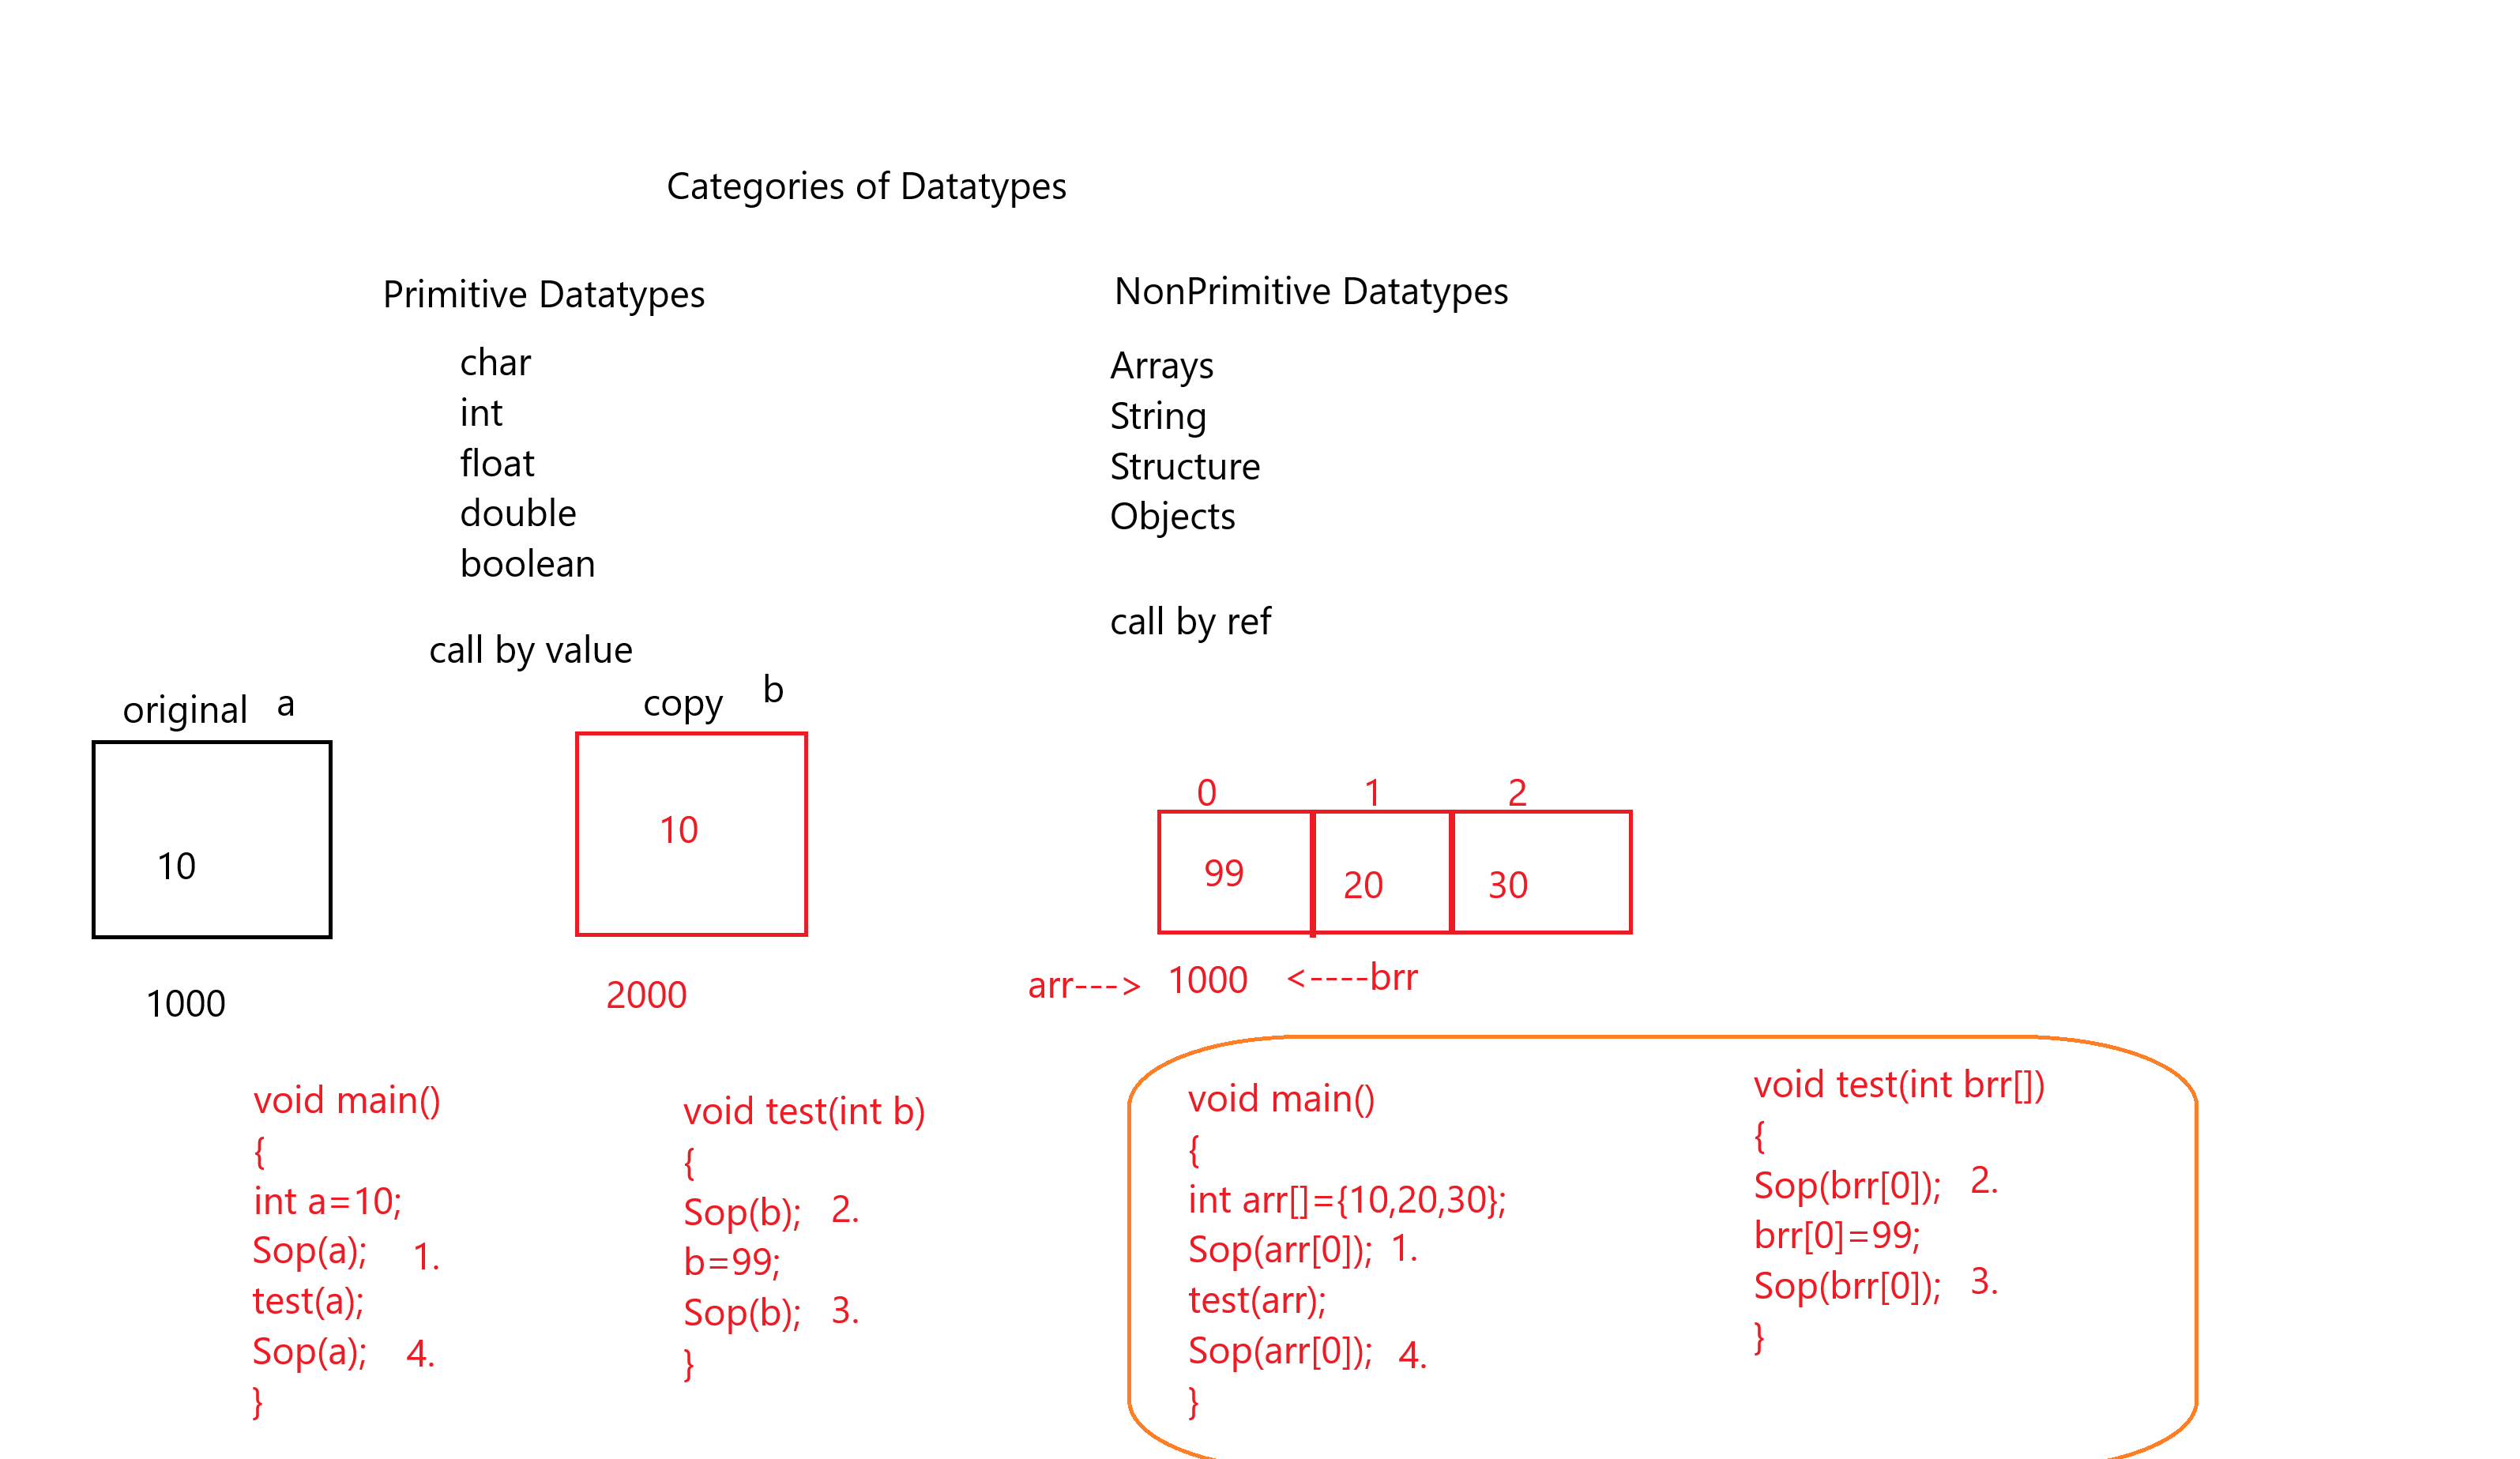 Categories of Datatypes
Primitive Datatypes
char
int
float
double
boolean
call by value
original a
copy b
10
10
1000
2000
NonPrimitive Datatypes
Arrays
String
Structure
Objects
call by ref
0 1 2
99 20 30
arr---> 1000 <----brr
void main()
{
int a=10;
Sop(a); 1.
test(a);
Sop(a); 4.
}
void test(int b)
{
Sop(b); 2.
b=99;
Sop(b); 3.
}
void main()
{
int arr[]={10,20,30};
Sop(arr[0]); 1.
test(arr);
Sop(arr[0]); 4.
}
void test(int brr[])
{
Sop(brr[0]); 2.
brr[0]=99;
Sop(brr[0]); 3.
}